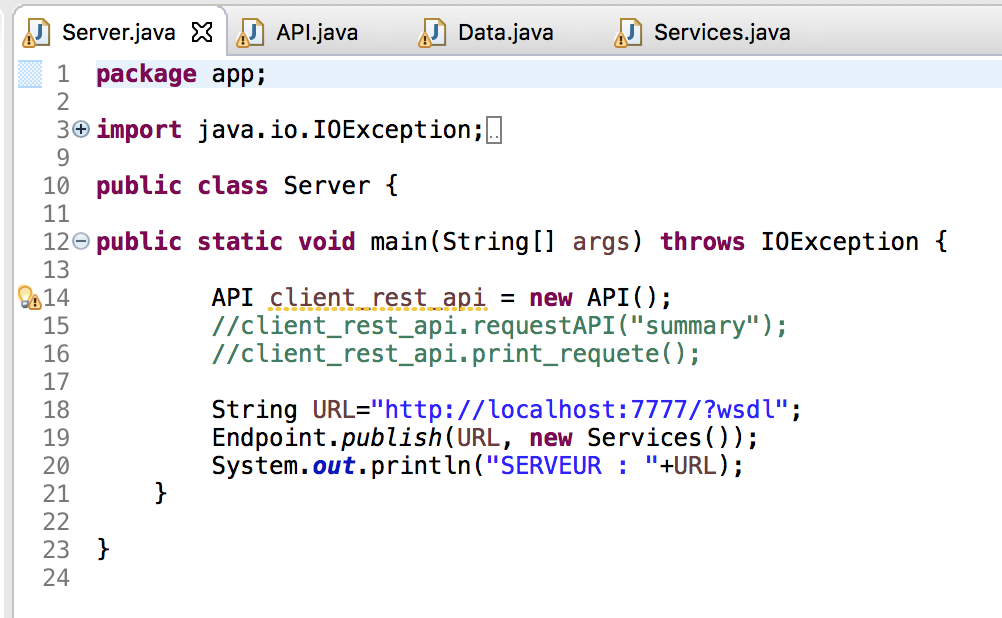 Server.java API.java Data.java Services.java
1 package app;
2
3 import java.io.IOException;..
9
10 public class Server {
11
12 public static void main(String[] args) throws IOException {
13
14 API client_rest_api = new API();
15 //client_rest_api.requestAPI("summary");
16 //client_rest_api.print_requete();
17
18 String URL="http://localhost:7777/?wsdl";
19 Endpoint.publish(URL, new Services());
20 System.out.println("SERVEUR : "+URL);
21 }
22
23 }
24